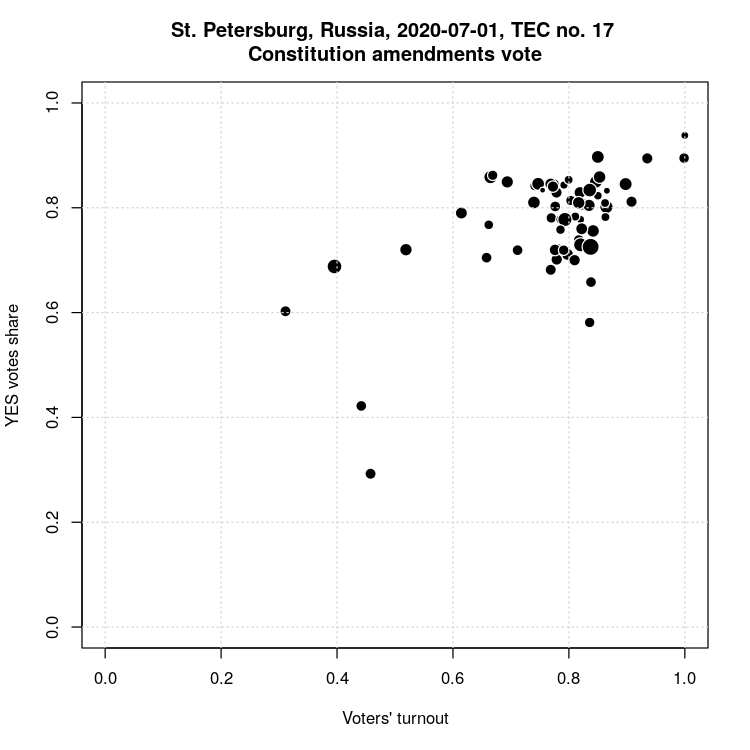 St. Petersburg, Russia, 2020-07-01, TEC no. 17
Constitution amendments vote
YES votes share
1.0
0.8
0.6
0.4
0.2
0.0
0.0 0.2 0.4 0.6 0.8 1.0
Voters' turnout